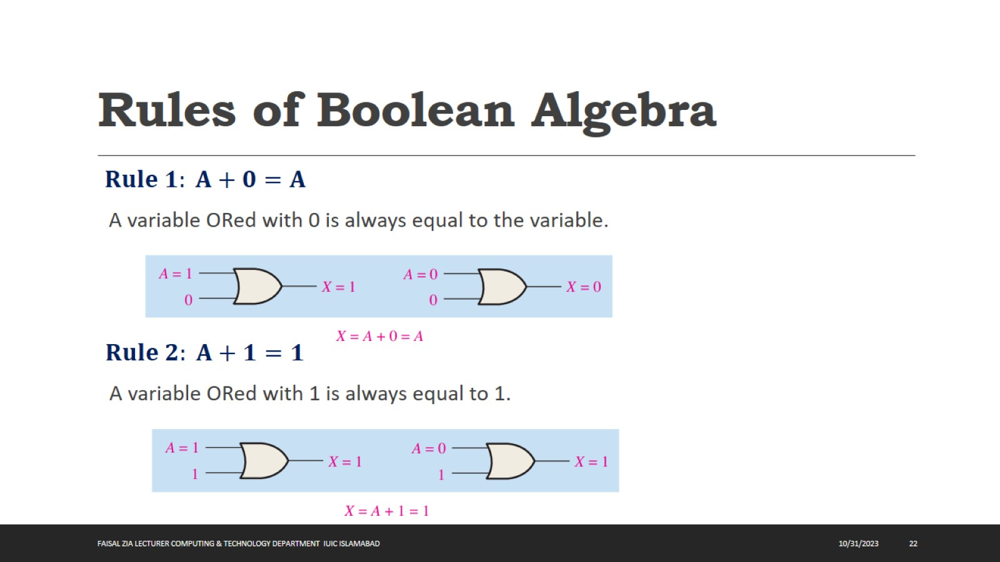 Rules of Boolean Algebra
Rule 1: A + 0 = A
A variable ORed with 0 is always equal to the variable.
A = 1
0
X = 1
A = 0
0
X = 0
X = A + 0 = A
Rule 2: A + 1 = 1
A variable ORed with 1 is always equal to 1.
A = 1
1
X = 1
A = 0
1
X = 1
X = A + 1 = 1
FAISAL ZIA LECTURER COMPUTING & TECHNOLOGY DEPARTMENT IUIC ISLAMABAD
10/31/2023
22